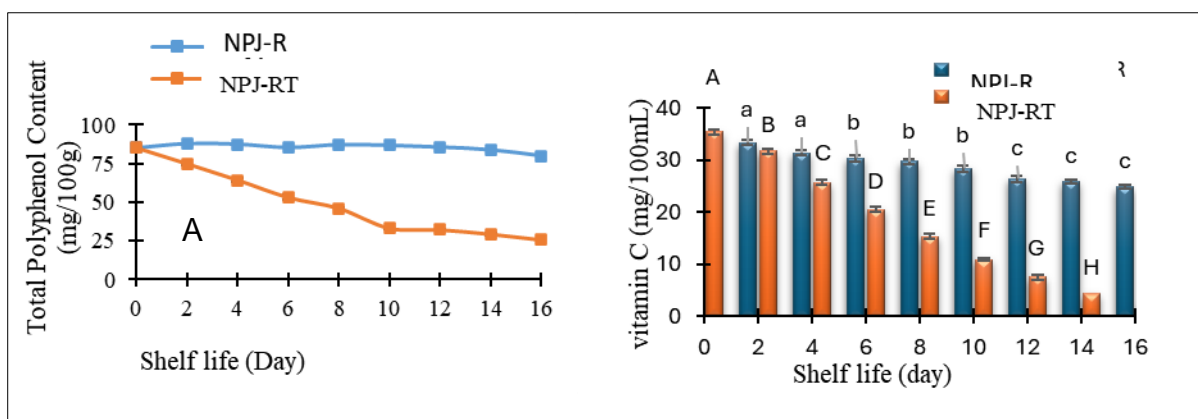 NPJ-R
NPJ-RT
Total Polyphenol Content
(mg/100g)
100
75
50
25
0
A
0 2 4 6 8 10 12 14 16
Shelf life (Day)
NPJ-R
NPJ-RT
A
vitamin C (mg/100mL)
40
30
20
10
0
a B a C b D b E b F c G c H c
0 2 4 6 8 10 12 14 16
Shelf life (day)